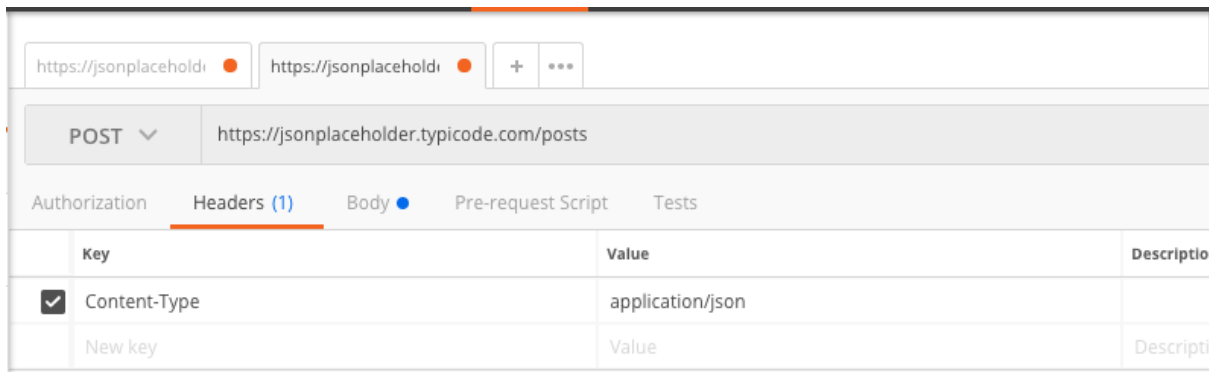 https://jsonplaceholde https://jsonplaceholde + •••
POST https://jsonplaceholder.typicode.com/posts
Authorization Headers (1) Body Pre-request Script Tests
Key Value Descriptio
Content-Type application/json
New key Value Descripti